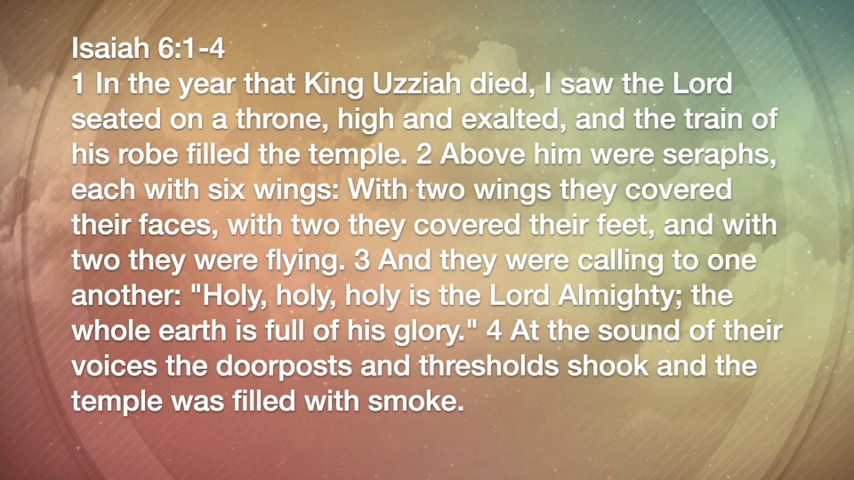 Isaiah 6:1-4
1 In the year that King Uzziah died, I saw the Lord
seated on a throne, high and exalted, and the train of
his robe filled the temple. 2 Above him were seraphs,
each with six wings: With two wings they covered
their faces, with two they covered their feet, and with
two they were flying. 3 And they were calling to one
another: "Holy, holy, holy is the Lord Almighty; the
whole earth is full of his glory." 4 At the sound of their
voices the doorposts and thresholds shook and the
temple was filled with smoke.